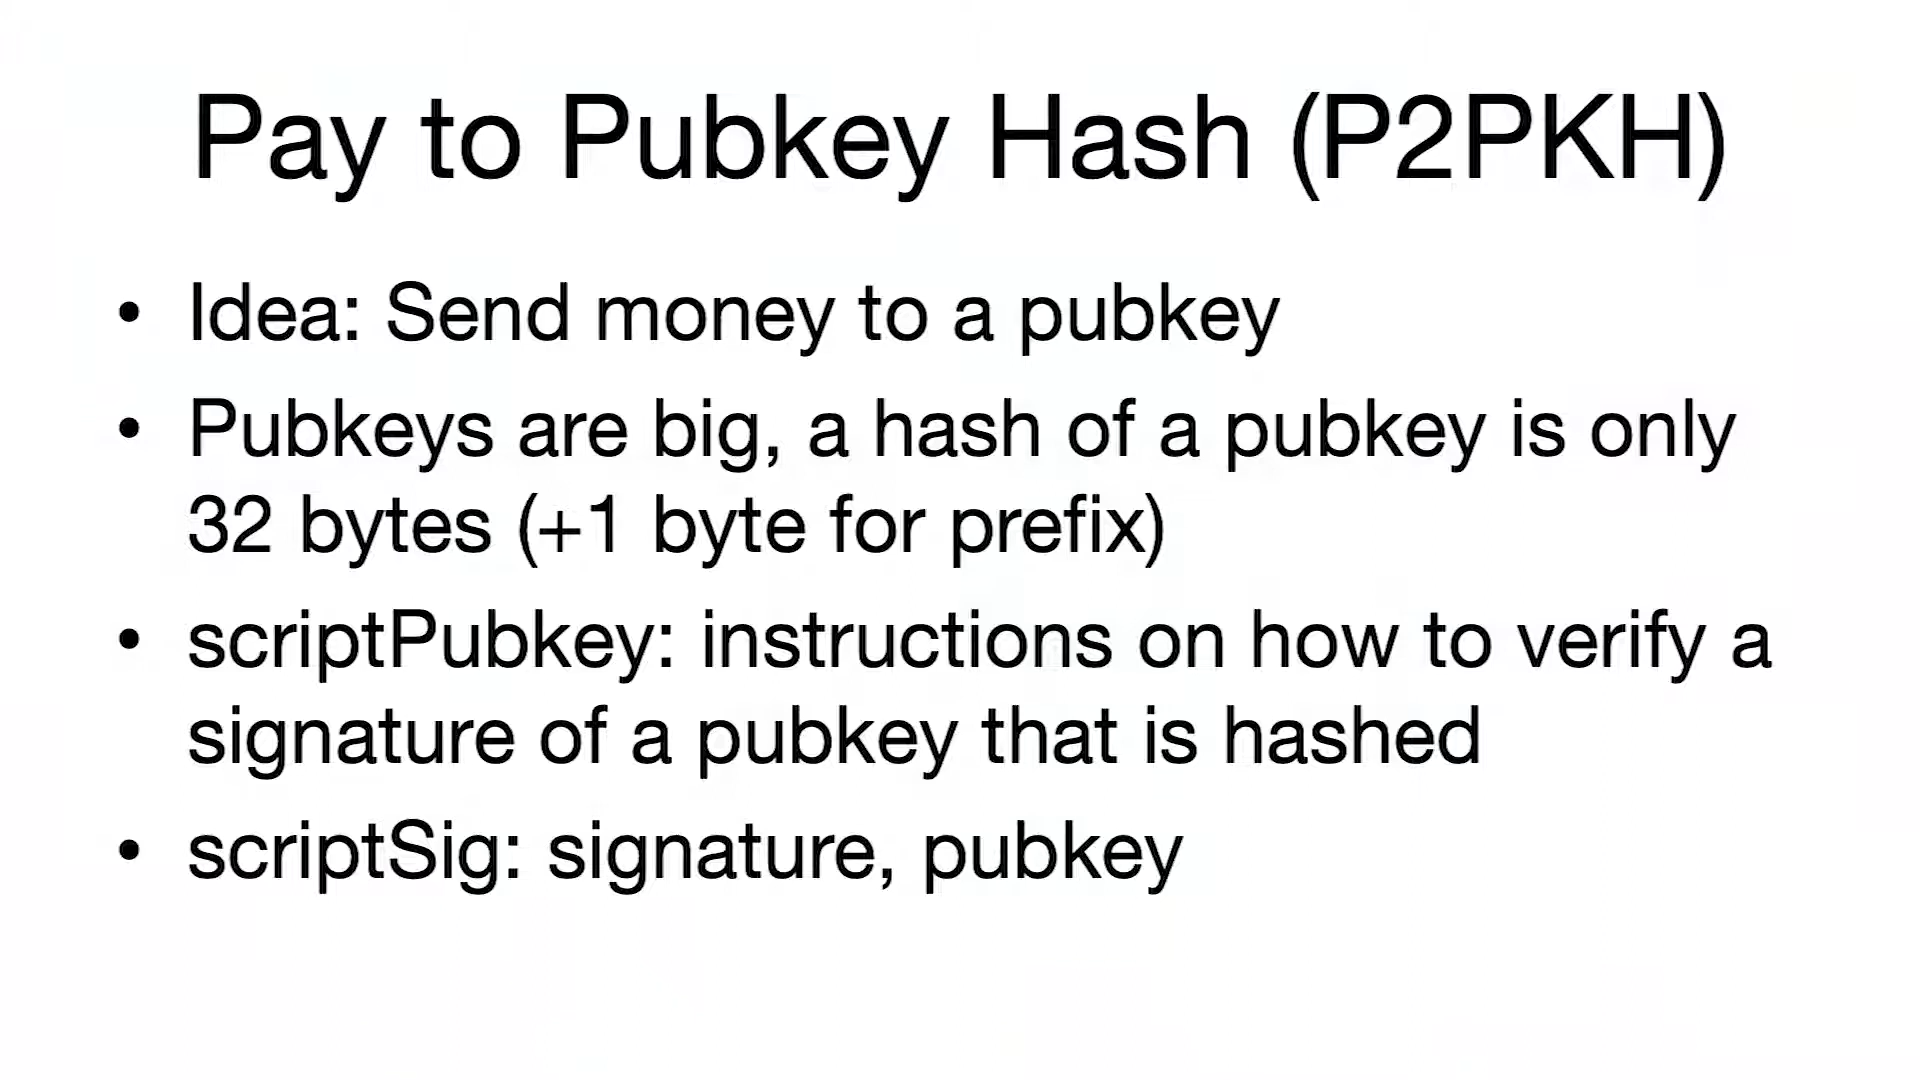 Pay to Pubkey Hash (P2PKH)
• Idea: Send money to a pubkey
• Pubkeys are big, a hash of a pubkey is only
32 bytes (+1 byte for prefix)
• scriptPubkey: instructions on how to verify a
signature of a pubkey that is hashed
• scriptSig: signature, pubkey